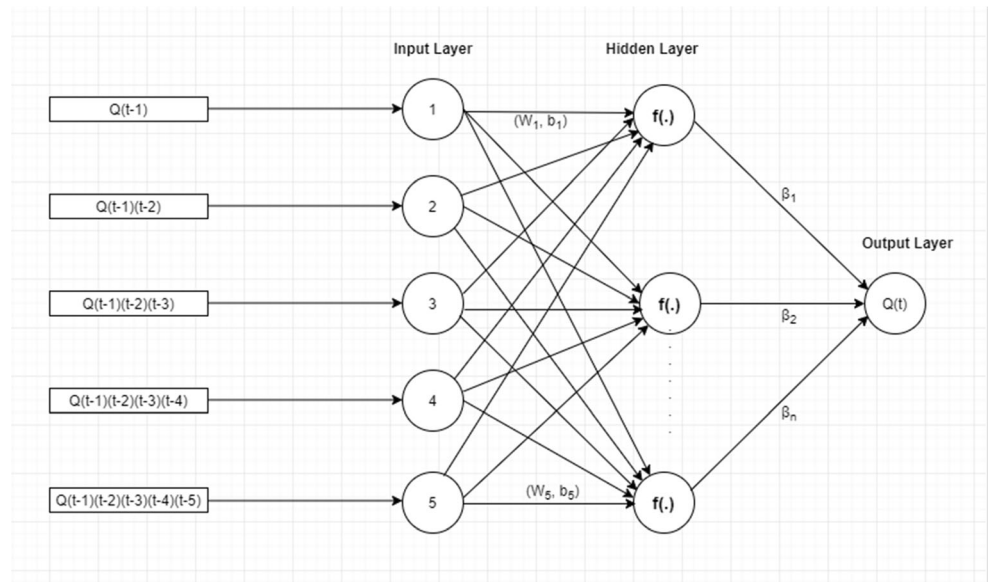 Input Layer
Hidden Layer
Q(t-1)
1
(W₁, b₁)
f(.)
Q(t-1)(t-2)
2
β₁
Output Layer
Q(t-1)(t-2)(t-3)
3
f(.)
β₂
Q(t)
Q(t-1)(t-2)(t-3)(t-4)
4
βₙ
Q(t-1)(t-2)(t-3)(t-4)(t-5)
5
(W₅, b₅)
f(.)